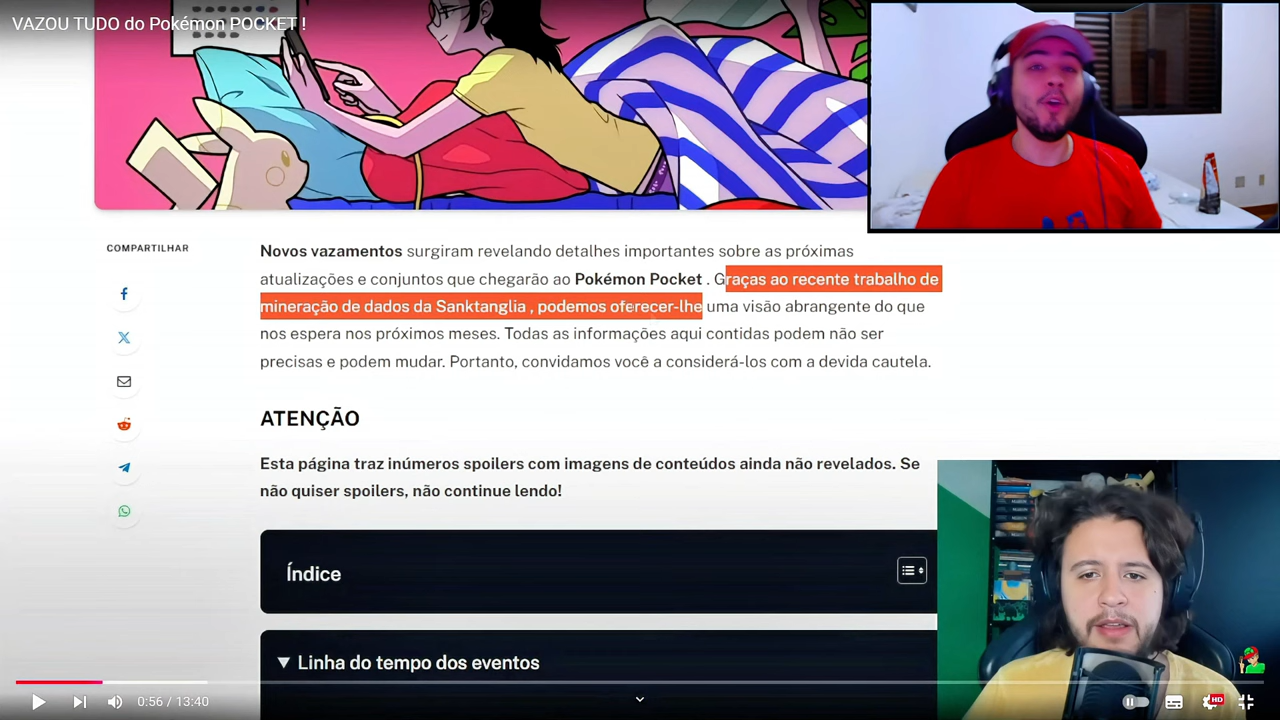 VAZOU TUDO do Pokémon POCKET !
COMPARTILHAR
Novos vazamentos surgiram revelando detalhes importantes sobre as próximas
atualizações e conjuntos que chegarão ao Pokémon Pocket . Graças ao recente trabalho de
mineração de dados da Sanktanglia , podemos oferecer-lhe uma visão abrangente do que
nos espera nos próximos meses. Todas as informações aqui contidas podem não ser
precisas e podem mudar. Portanto, convidamos você a considerá-los com a devida cautela.
ATENÇÃO
Esta página traz inúmeros spoilers com imagens de conteúdos ainda não revelados. Se
não quiser spoilers, não continue lendo!
Índice
Linha do tempo dos eventos
0:56 / 13:40
HD